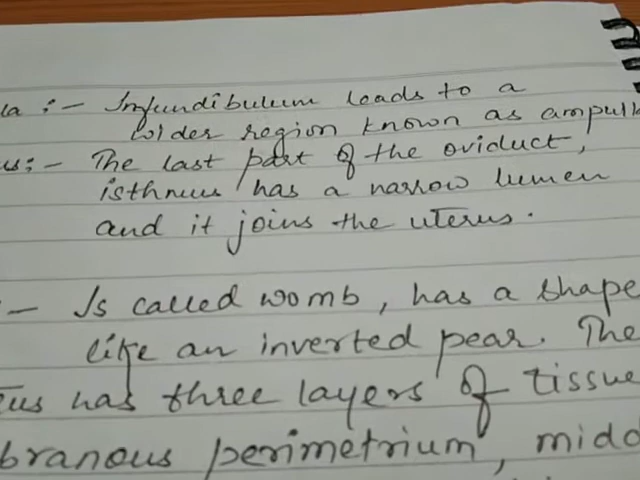 la :- Infundibulum leads to a
wider region known as ampull
us :- The last part of the oviduct,
isthmus has a narrow lumen
and it joins the uterus.
:- Is called womb, has a shape
like an inverted pear. The
us has three layers of tissue
branous perimetrium, midd